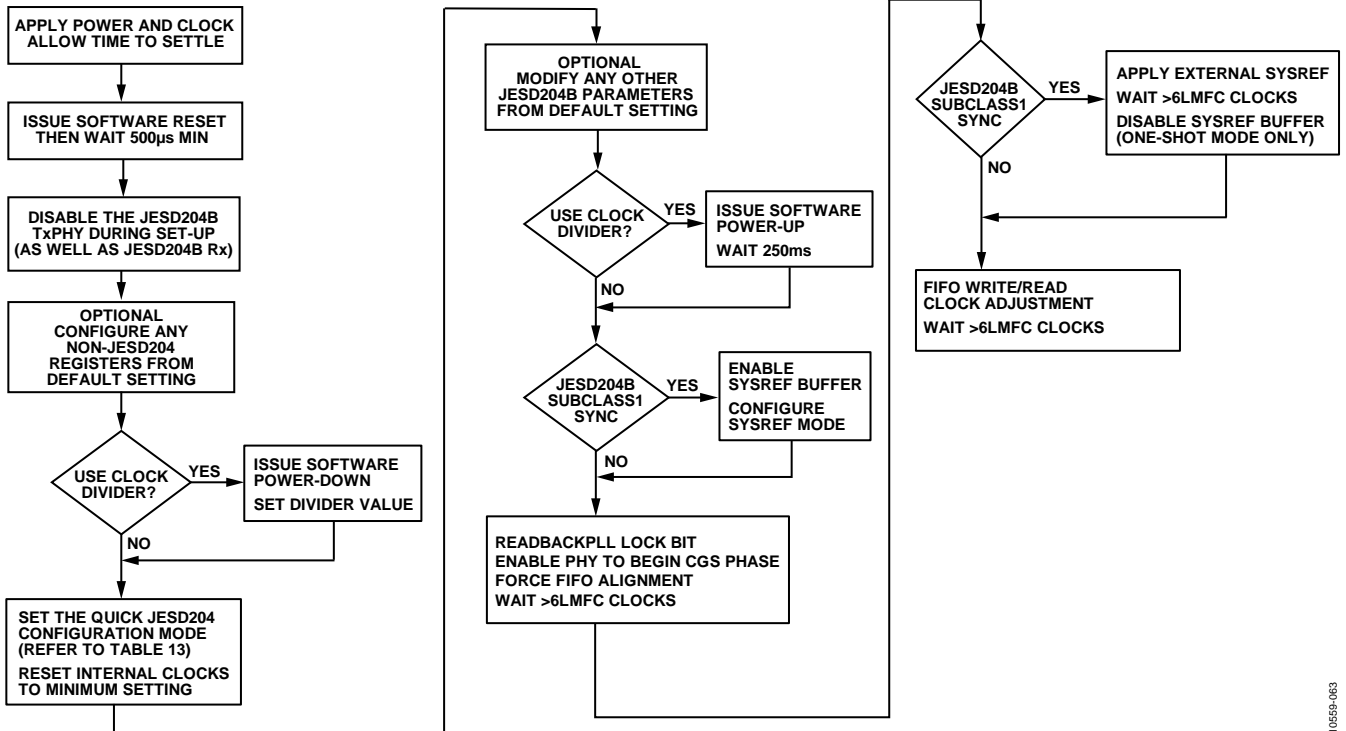 APPLY POWER AND CLOCK
ALLOW TIME TO SETTLE
ISSUE SOFTWARE RESET
THEN WAIT 500µs MIN
DISABLE THE JESD204B
TxPHY DURING SET-UP
(AS WELL AS JESD204B Rx)
OPTIONAL
CONFIGURE ANY
NON-JESD204
REGISTERS FROM
DEFAULT SETTING
USE CLOCK
DIVIDER?
YES
ISSUE SOFTWARE
POWER-DOWN
SET DIVIDER VALUE
NO
SET THE QUICK JESD204
CONFIGURATION MODE
(REFER TO TABLE 13)
RESET INTERNAL CLOCKS
TO MINIMUM SETTING
OPTIONAL
MODIFY ANY OTHER
JESD204B PARAMETERS
FROM DEFAULT SETTING
USE CLOCK
DIVIDER?
YES
ISSUE SOFTWARE
POWER-UP
WAIT 250ms
NO
JESD204B
SUBCLASS1
SYNC
YES
ENABLE
SYSREF BUFFER
CONFIGURE
SYSREF MODE
NO
READBACKPLL LOCK BIT
ENABLE PHY TO BEGIN CGS PHASE
FORCE FIFO ALIGNMENT
WAIT >6LMFC CLOCKS
JESD204B
SUBCLASS1
SYNC
YES
APPLY EXTERNAL SYSREF
WAIT >6LMFC CLOCKS
DISABLE SYSREF BUFFER
(ONE-SHOT MODE ONLY)
NO
FIFO WRITE/READ
CLOCK ADJUSTMENT
WAIT >6LMFC CLOCKS
10559-063